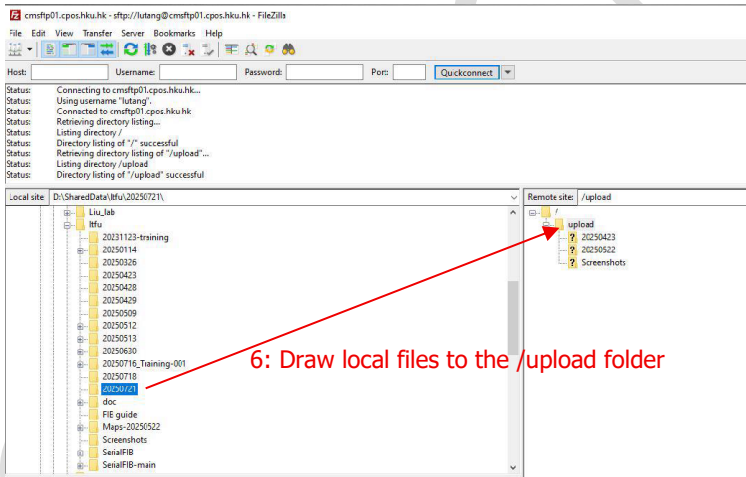 cmsftp01.cpos.hku.hk - sftp://lutang@cmsftp01.cpos.hku.hk - FileZilla
File Edit View Transfer Server Bookmarks Help
Host: Username: Password: Port: Quickconnect
Status: Connecting to cmsftp01.cpos.hku.hk...
Status: Using username "lutang".
Status: Connected to cmsftp01.cpos.hku.hk
Status: Retrieving directory listing...
Status: Listing directory /
Status: Directory listing of "/" successful
Status: Retrieving directory listing of "/upload"...
Status: Listing directory /upload
Status: Directory listing of "/upload" successful
Local site D:\SharedData\ltfu\20250721\
Liu_lab
ltfu
20231123-training
20250114
20250326
20250423
20250428
20250429
20250509
20250512
20250513
20250630
20250716_Training-001
20250718
20250721
doc
FIE guide
Maps-20250522
Screenshots
SerialFIB
SerialFIB-main
Remote site: /upload
/
upload
? 20250423
? 20250522
? Screenshots
6: Draw local files to the /upload folder